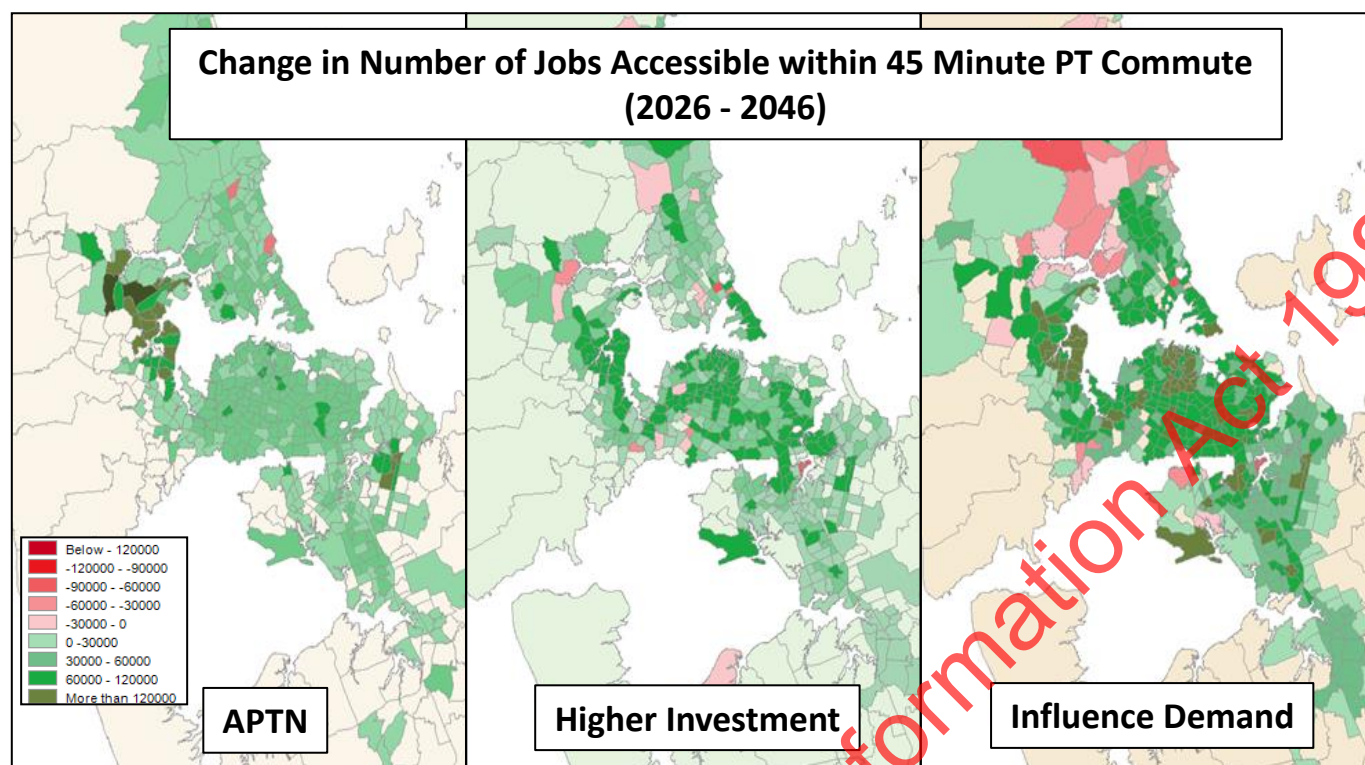 Change in Number of Jobs Accessible within 45 Minute PT Commute
(2026 - 2046)
Below - 120000
-120000 - -90000
-90000 - -60000
-60000 - -30000
-30000 - 0
0 -30000
30000 - 60000
60000 - 120000
More than 120000
APTN
Higher Investment
Influence Demand
formation Act 19